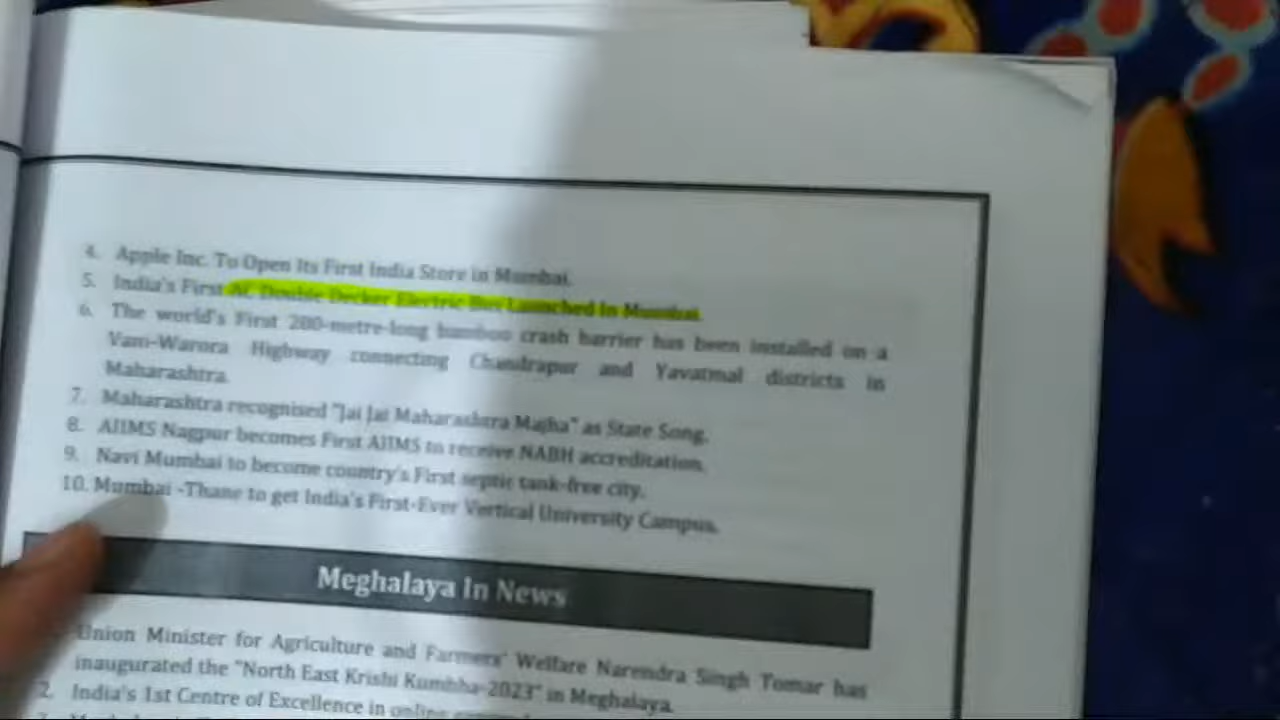 4. Apple Inc. To Open Its First India Store in Mumbai.
5. India's First AC Double Decker Electric Bus Launched In Mumbai.
6. The world's First 200-metre-long bamboo crash barrier has been installed on a
Vani-Warora Highway connecting Chandrapur and Yavatmal districts in
Maharashtra.
7. Maharashtra recognised "Jai Jai Maharashtra Majha" as State Song.
8. AIIMS Nagpur becomes First AIIMS to receive NABH accreditation.
9. Navi Mumbai to become country's First septic tank-free city.
10. Mumbai -Thane to get India's First-Ever Vertical University Campus.
Meghalaya In News
Union Minister for Agriculture and Farmers' Welfare Narendra Singh Tomar has
inaugurated the "North East Krishi Kumbha-2023" in Meghalaya.
2. India's 1st Centre of Excellence in online